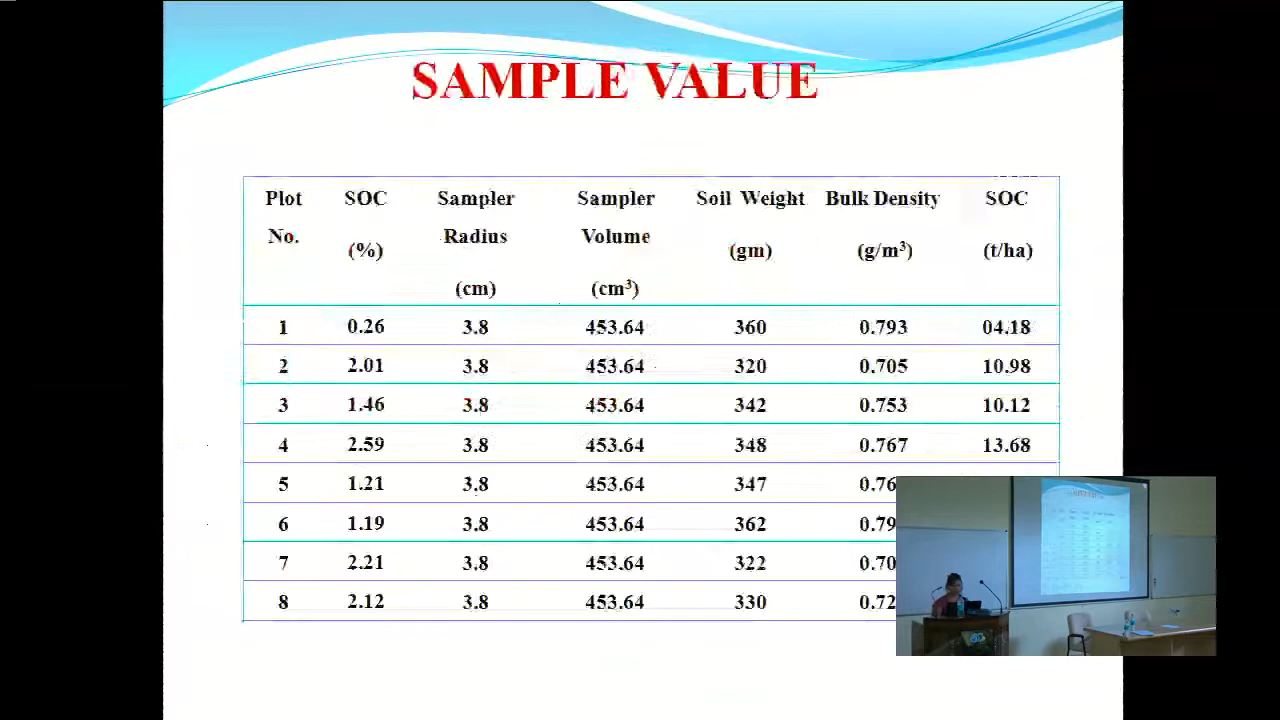 SAMPLE VALUE
Plot No. SOC (%) Sampler Radius (cm) Sampler Volume (cm³) Soil Weight (gm) Bulk Density (g/m³) SOC (t/ha)
1 0.26 3.8 453.64 360 0.793 04.18
2 2.01 3.8 453.64 320 0.705 10.98
3 1.46 3.8 453.64 342 0.753 10.12
4 2.59 3.8 453.64 348 0.767 13.68
5 1.21 3.8 453.64 347 0.76
6 1.19 3.8 453.64 362 0.79
7 2.21 3.8 453.64 322 0.70
8 2.12 3.8 453.64 330 0.72